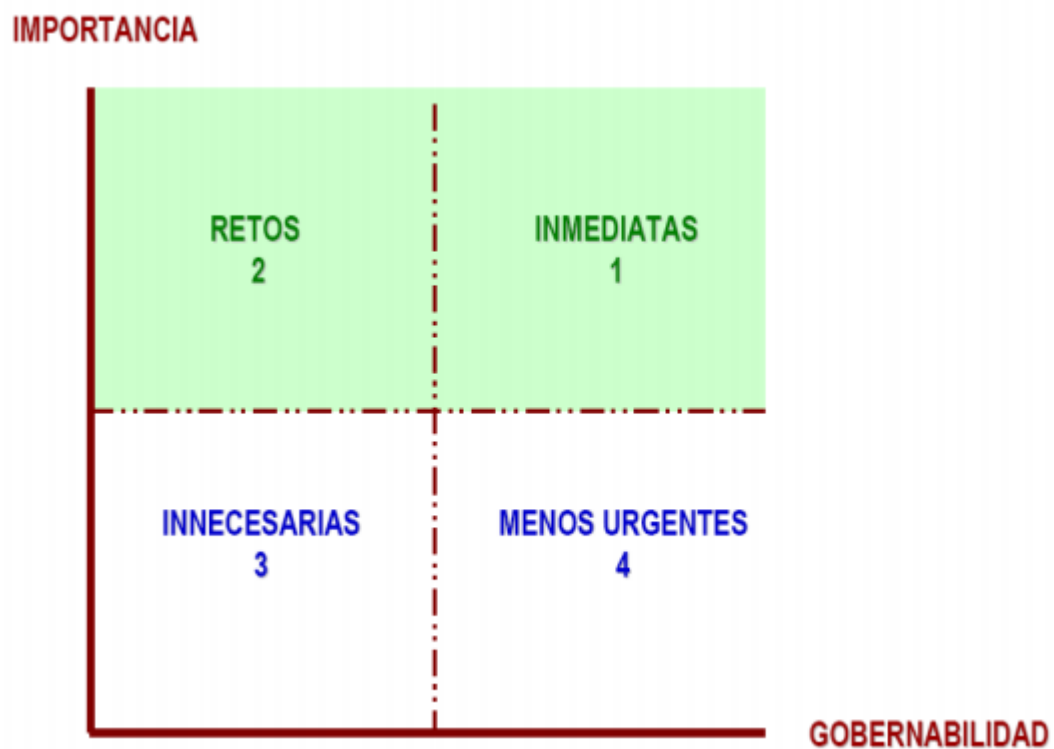 IMPORTANCIA
RETOS
2
INMEDIATAS
1
INNECESARIAS
3
MENOS URGENTES
4
GOBERNABILIDAD